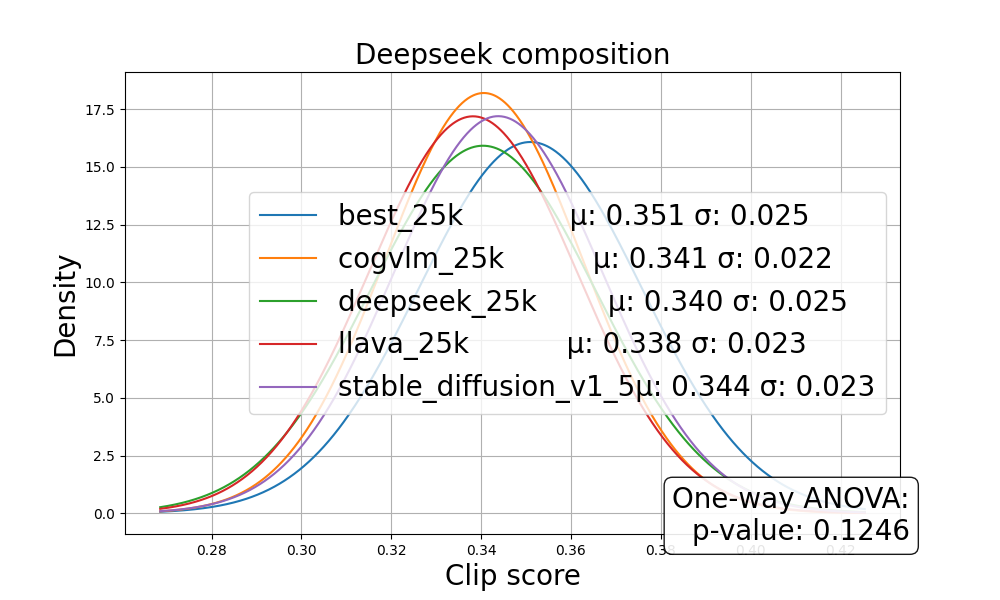 Deepseek composition
17.5
15.0
12.5
10.0
7.5
5.0
2.5
0.0
Density
best_25k μ: 0.351 σ: 0.025
cogvlm_25k μ: 0.341 σ: 0.022
deepseek_25k μ: 0.340 σ: 0.025
llava_25k μ: 0.338 σ: 0.023
stable_diffusion_v1_5μ: 0.344 σ: 0.023
One-way ANOVA:
p-value: 0.1246
0.28 0.30 0.32 0.34 0.36 0.38 0.40 0.42
Clip score